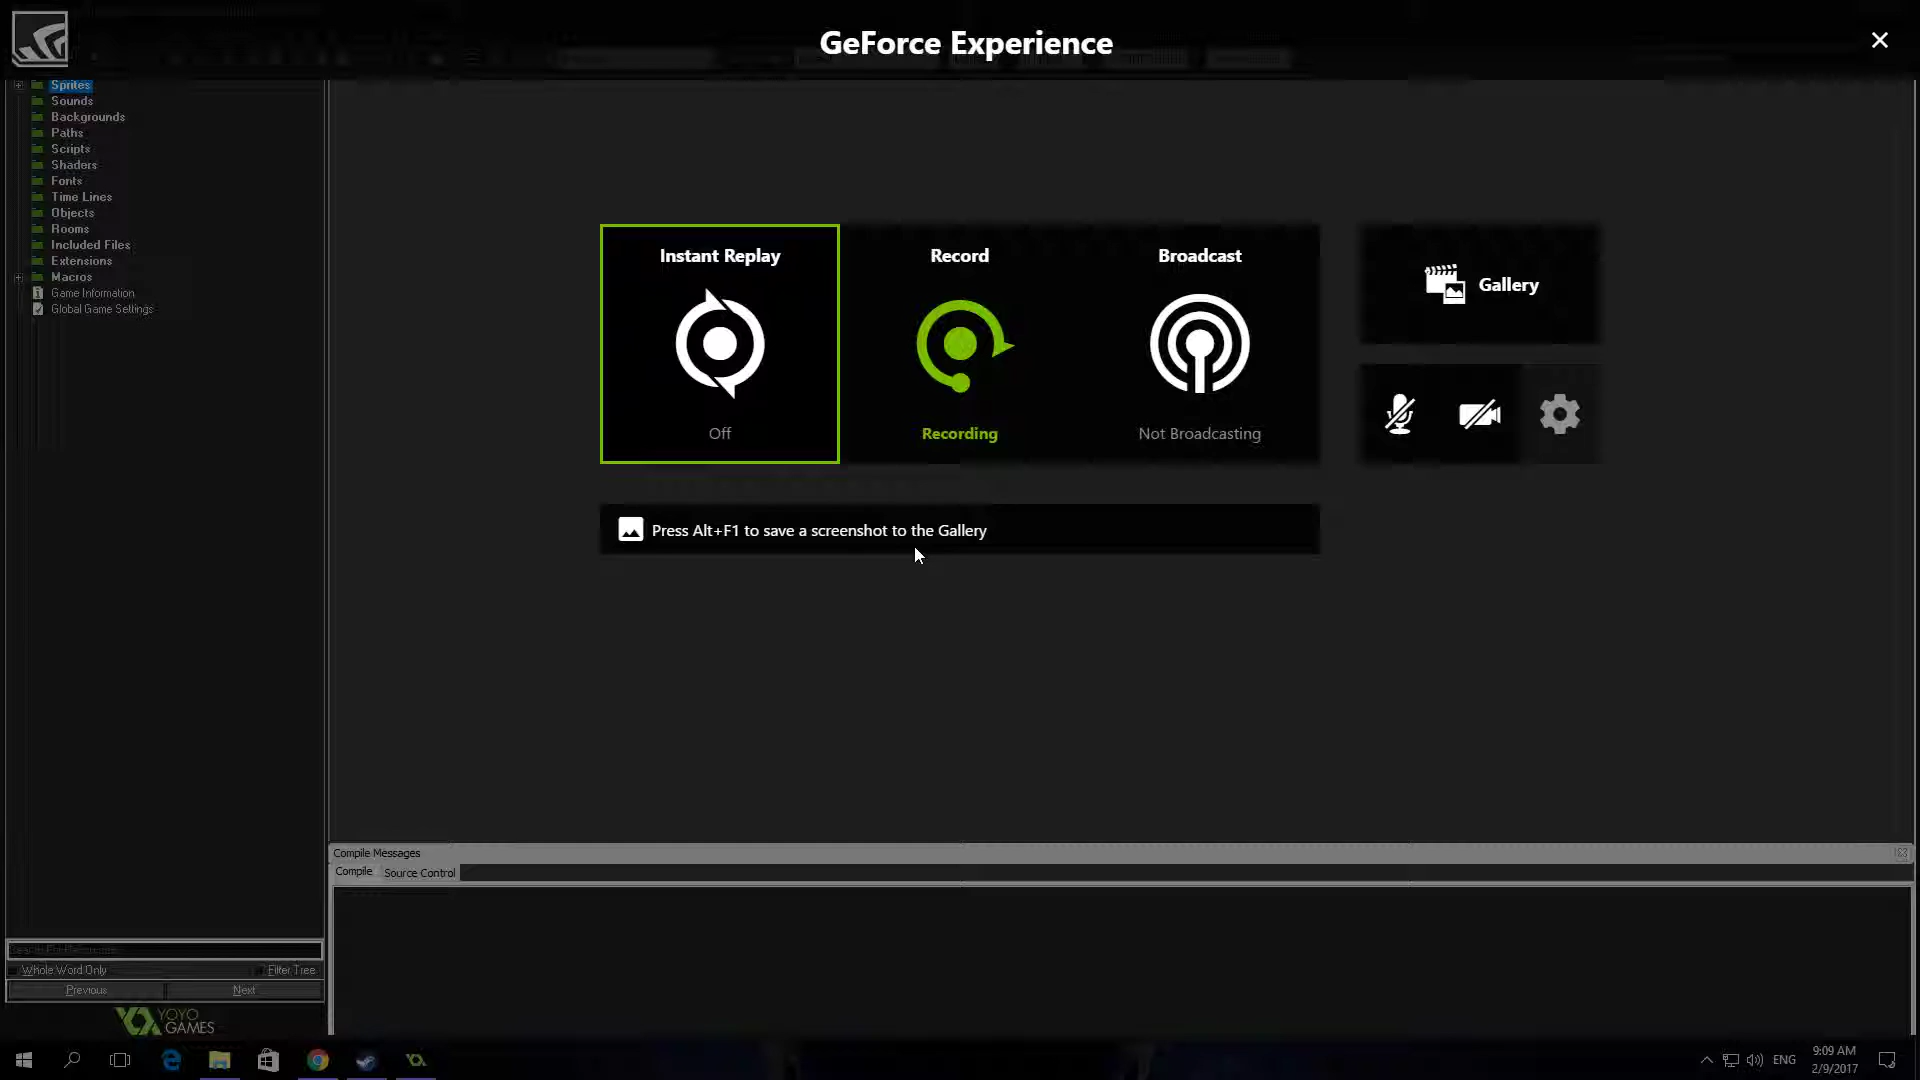 GeForce Experience
Sprites
Sounds
Backgrounds
Paths
Scripts
Shaders
Fonts
Time Lines
Objects
Rooms
Included Files
Extensions
Macros
Game Information
Global Game Settings
Instant Replay
Off
Record
Recording
Broadcast
Not Broadcasting
Gallery
Press Alt+F1 to save a screenshot to the Gallery
Compile Messages
Compile
Source Control
Whole Word Only
Filter Tree
Previous
Next
YOYO
GAMES
ENG
9:09 AM
2/9/2017